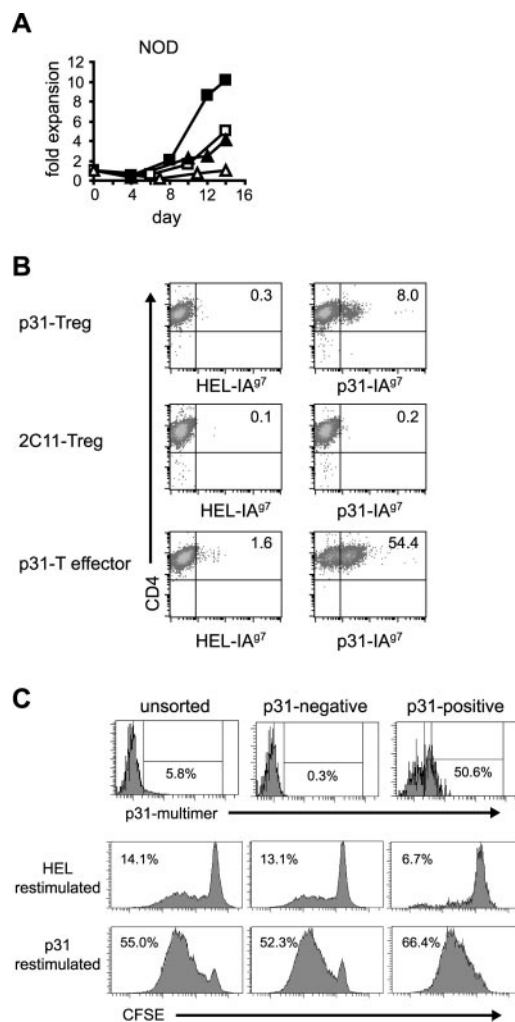 A
NOD
fold expansion
12
10
8
6
4
2
0
0 4 8 12 16
day
B
p31-Treg
0.3
8.0
HEL-IAg7
p31-IAg7
2C11-Treg
0.1
0.2
HEL-IAg7
p31-IAg7
p31-T effector
1.6
54.4
CD4
HEL-IAg7
p31-IAg7
C
unsorted
p31-negative
p31-positive
5.8%
0.3%
50.6%
p31-multimer
HEL
restimulated
14.1%
13.1%
6.7%
p31
restimulated
55.0%
52.3%
66.4%
CFSE